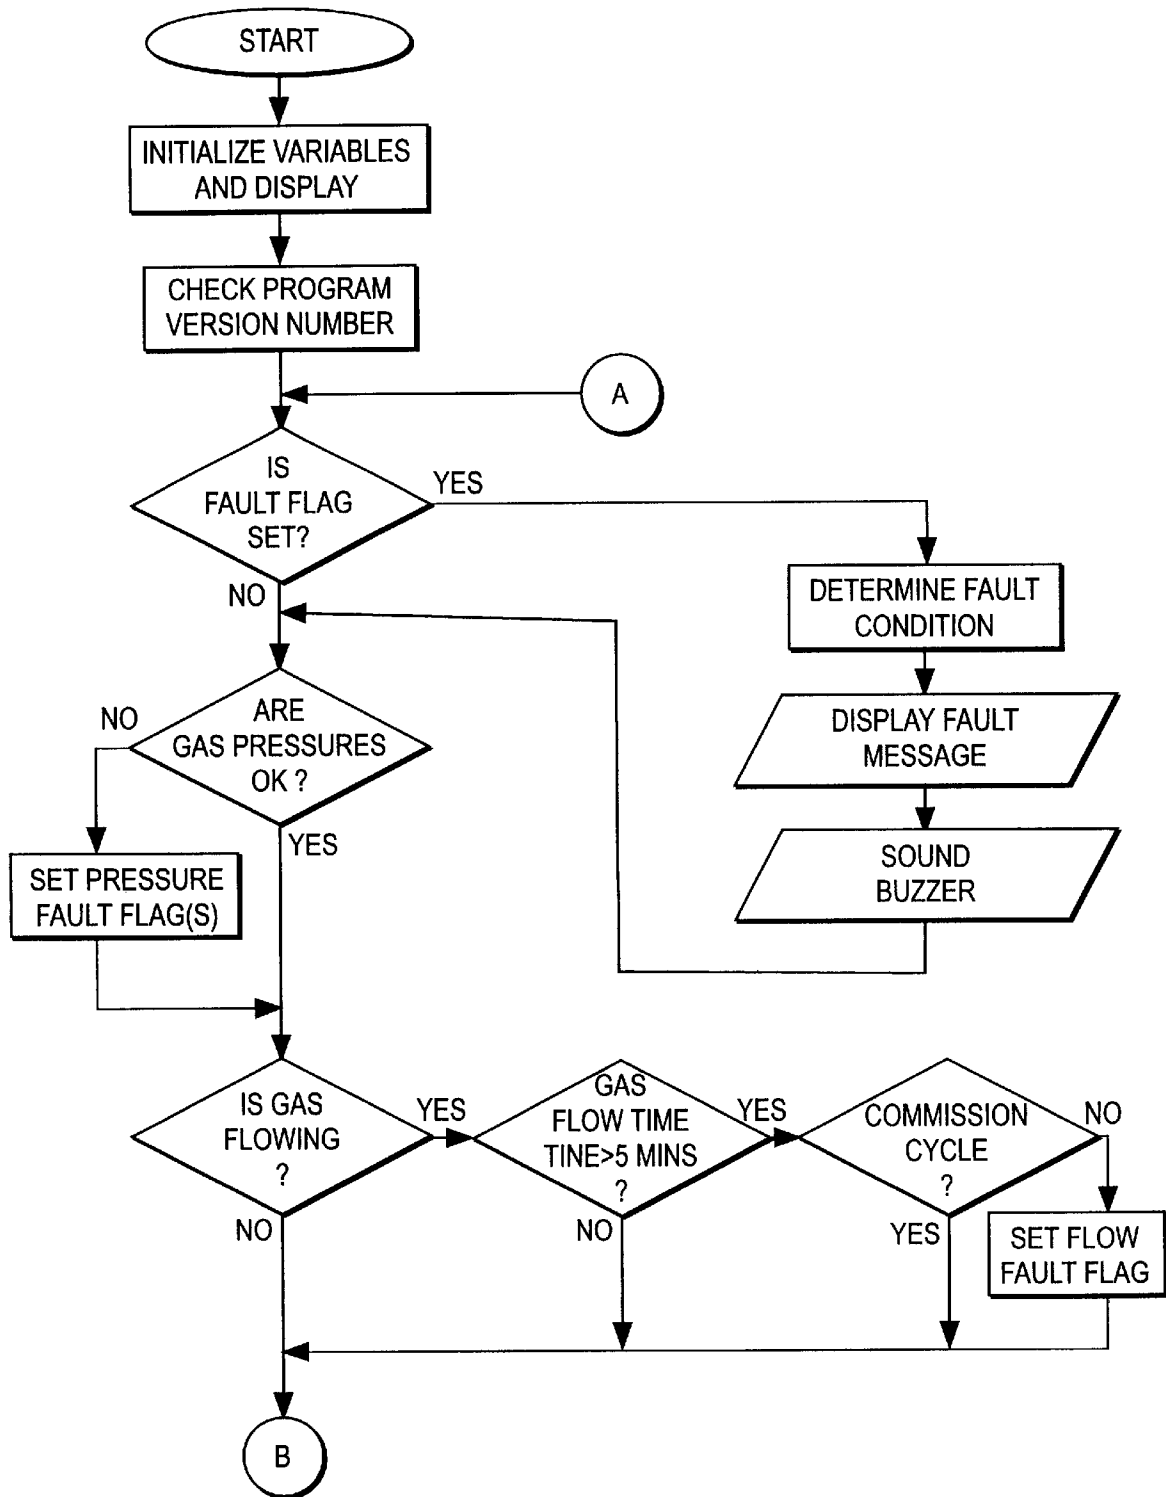 START
INITIALIZE VARIABLES
AND DISPLAY
CHECK PROGRAM
VERSION NUMBER
A
IS
FAULT FLAG
SET?
YES
NO
DETERMINE FAULT
CONDITION
DISPLAY FAULT
MESSAGE
SOUND
BUZZER
ARE
GAS PRESSURES
OK ?
NO
YES
SET PRESSURE
FAULT FLAG(S)
IS GAS
FLOWING
?
YES
NO
GAS
FLOW TIME
TINE>5 MINS
?
YES
NO
COMMISSION
CYCLE
?
NO
YES
SET FLOW
FAULT FLAG
B